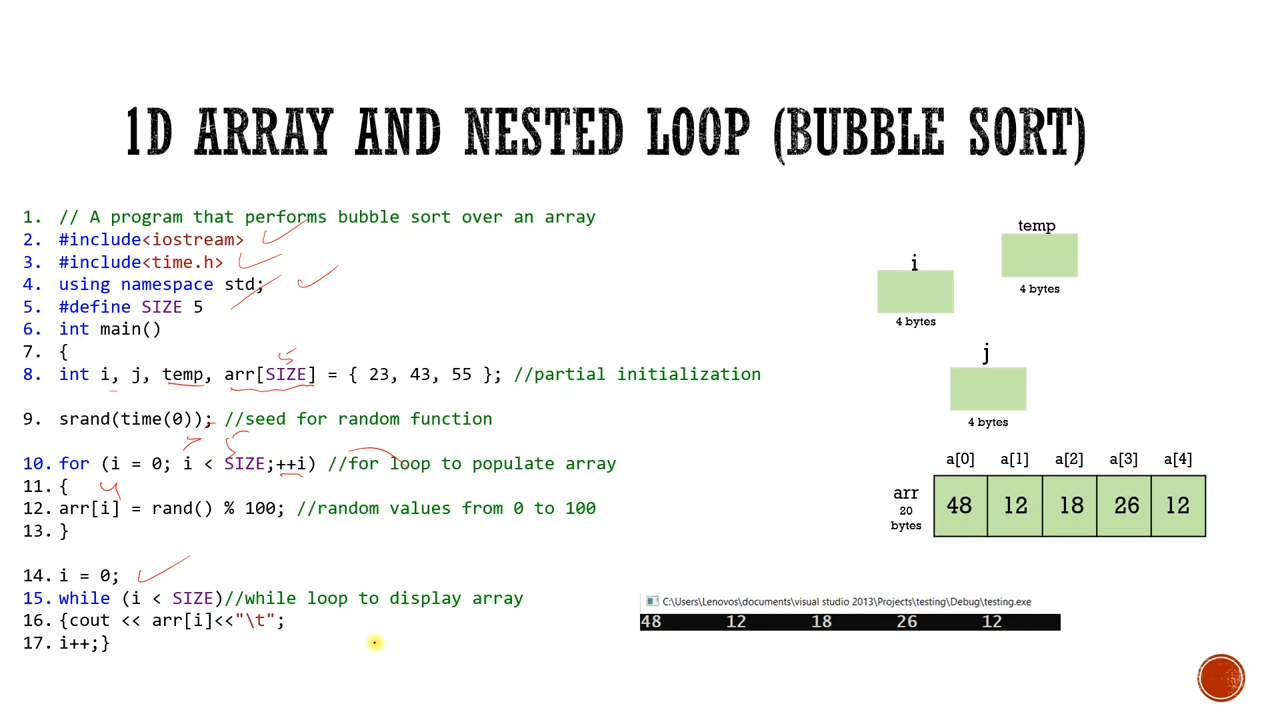 1D ARRAY AND NESTED LOOP (BUBBLE SORT)
1. // A program that performs bubble sort over an array
2. #include<iostream>
3. #include<time.h>
4. using namespace std;
5. #define SIZE 5
6. int main()
7. {
8. int i, j, temp, arr[SIZE] = { 23, 43, 55 }; //partial initialization
5
9. srand(time(0)); //seed for random function
5
10. for (i = 0; i < SIZE;++i) //for loop to populate array
11. {
4
12. arr[i] = rand() % 100; //random values from 0 to 100
13. }
14. i = 0;
15. while (i < SIZE)//while loop to display array
16. {cout << arr[i]<<"\t";
17. i++;}
temp
4 bytes
i
4 bytes
j
4 bytes
a[0] a[1] a[2] a[3] a[4]
arr
20
bytes
48 12 18 26 12
C:\Users\Lenovos\documents\visual studio 2013\Projects\testing\Debug\testing.exe
48 12 18 26 12